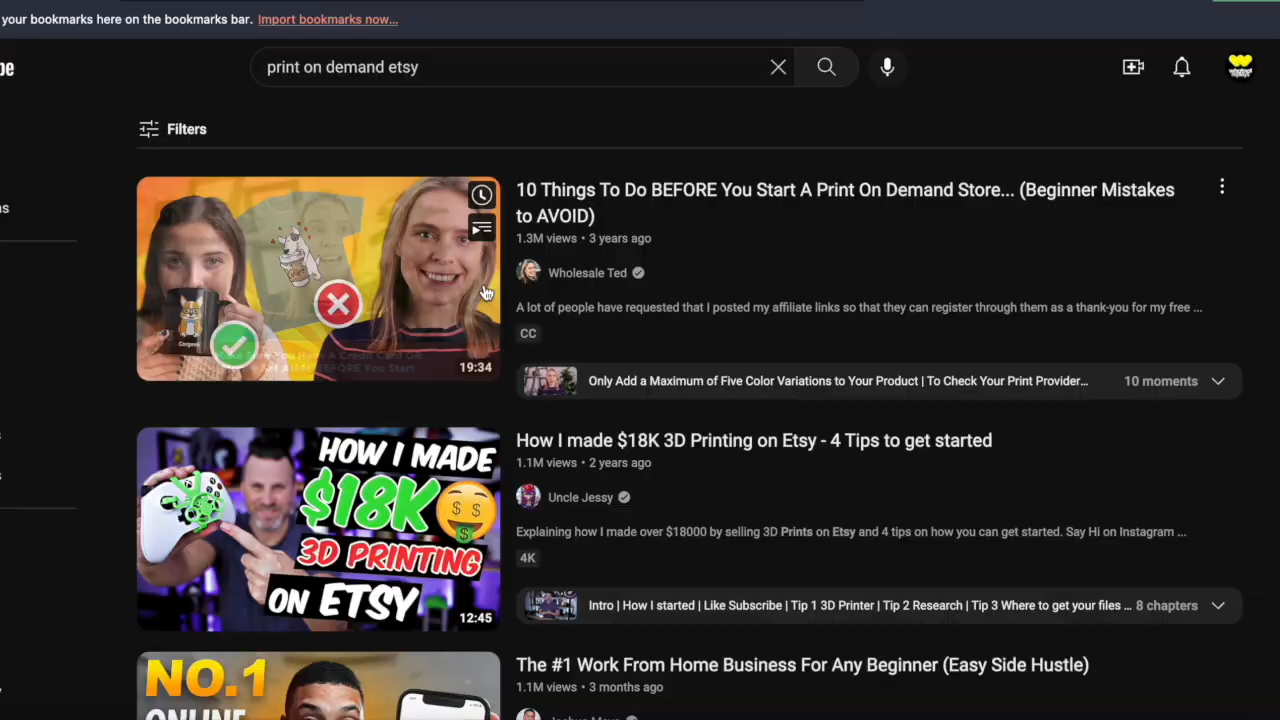 your bookmarks here on the bookmarks bar. Import bookmarks now...
be
print on demand etsy
Filters
10 Things To Do BEFORE You Start A Print On Demand Store... (Beginner Mistakes
to AVOID)
1.3M views • 3 years ago
Wholesale Ted
A lot of people have requested that I posted my affiliate links so that they can register through them as a thank-you for my free ...
CC
Corgeek
19:34
Only Add a Maximum of Five Color Variations to Your Product | To Check Your Print Provider...
10 moments
HOW I MADE
$18K
3D PRINTING
ON ETSY
12:45
How I made $18K 3D Printing on Etsy - 4 Tips to get started
1.1M views • 2 years ago
Uncle Jessy
Explaining how I made over $18000 by selling 3D Prints on Etsy and 4 tips on how you can get started. Say Hi on Instagram ...
4K
Intro | How I started | Like Subscribe | Tip 1 3D Printer | Tip 2 Research | Tip 3 Where to get your files ...
8 chapters
NO.1
ONLINE
The #1 Work From Home Business For Any Beginner (Easy Side Hustle)
1.1M views • 3 months ago